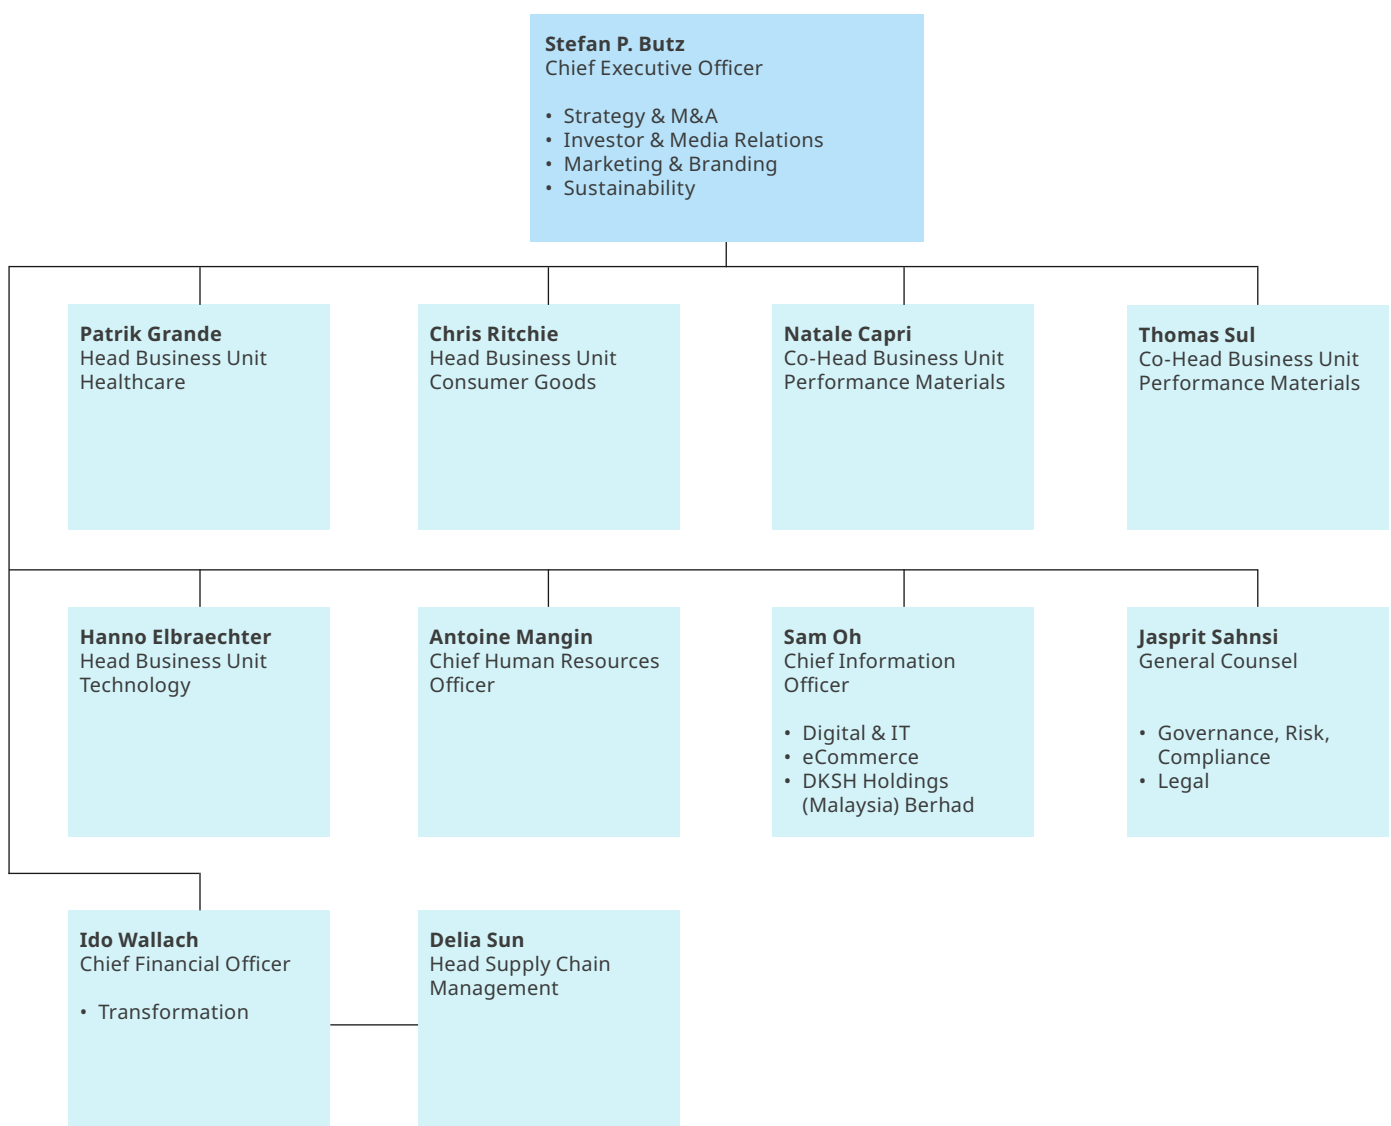 Stefan P. Butz
Chief Executive Officer
• Strategy & M&A
• Investor & Media Relations
• Marketing & Branding
• Sustainability
Patrik Grande
Head Business Unit
Healthcare
Chris Ritchie
Head Business Unit
Consumer Goods
Natale Capri
Co-Head Business Unit
Performance Materials
Thomas Sul
Co-Head Business Unit
Performance Materials
Hanno Elbraechter
Head Business Unit
Technology
Antoine Mangin
Chief Human Resources
Officer
Sam Oh
Chief Information
Officer
• Digital & IT
• eCommerce
• DKSH Holdings
(Malaysia) Berhad
Jasprit Sahnsi
General Counsel
• Governance, Risk,
Compliance
• Legal
Ido Wallach
Chief Financial Officer
• Transformation
Delia Sun
Head Supply Chain
Management